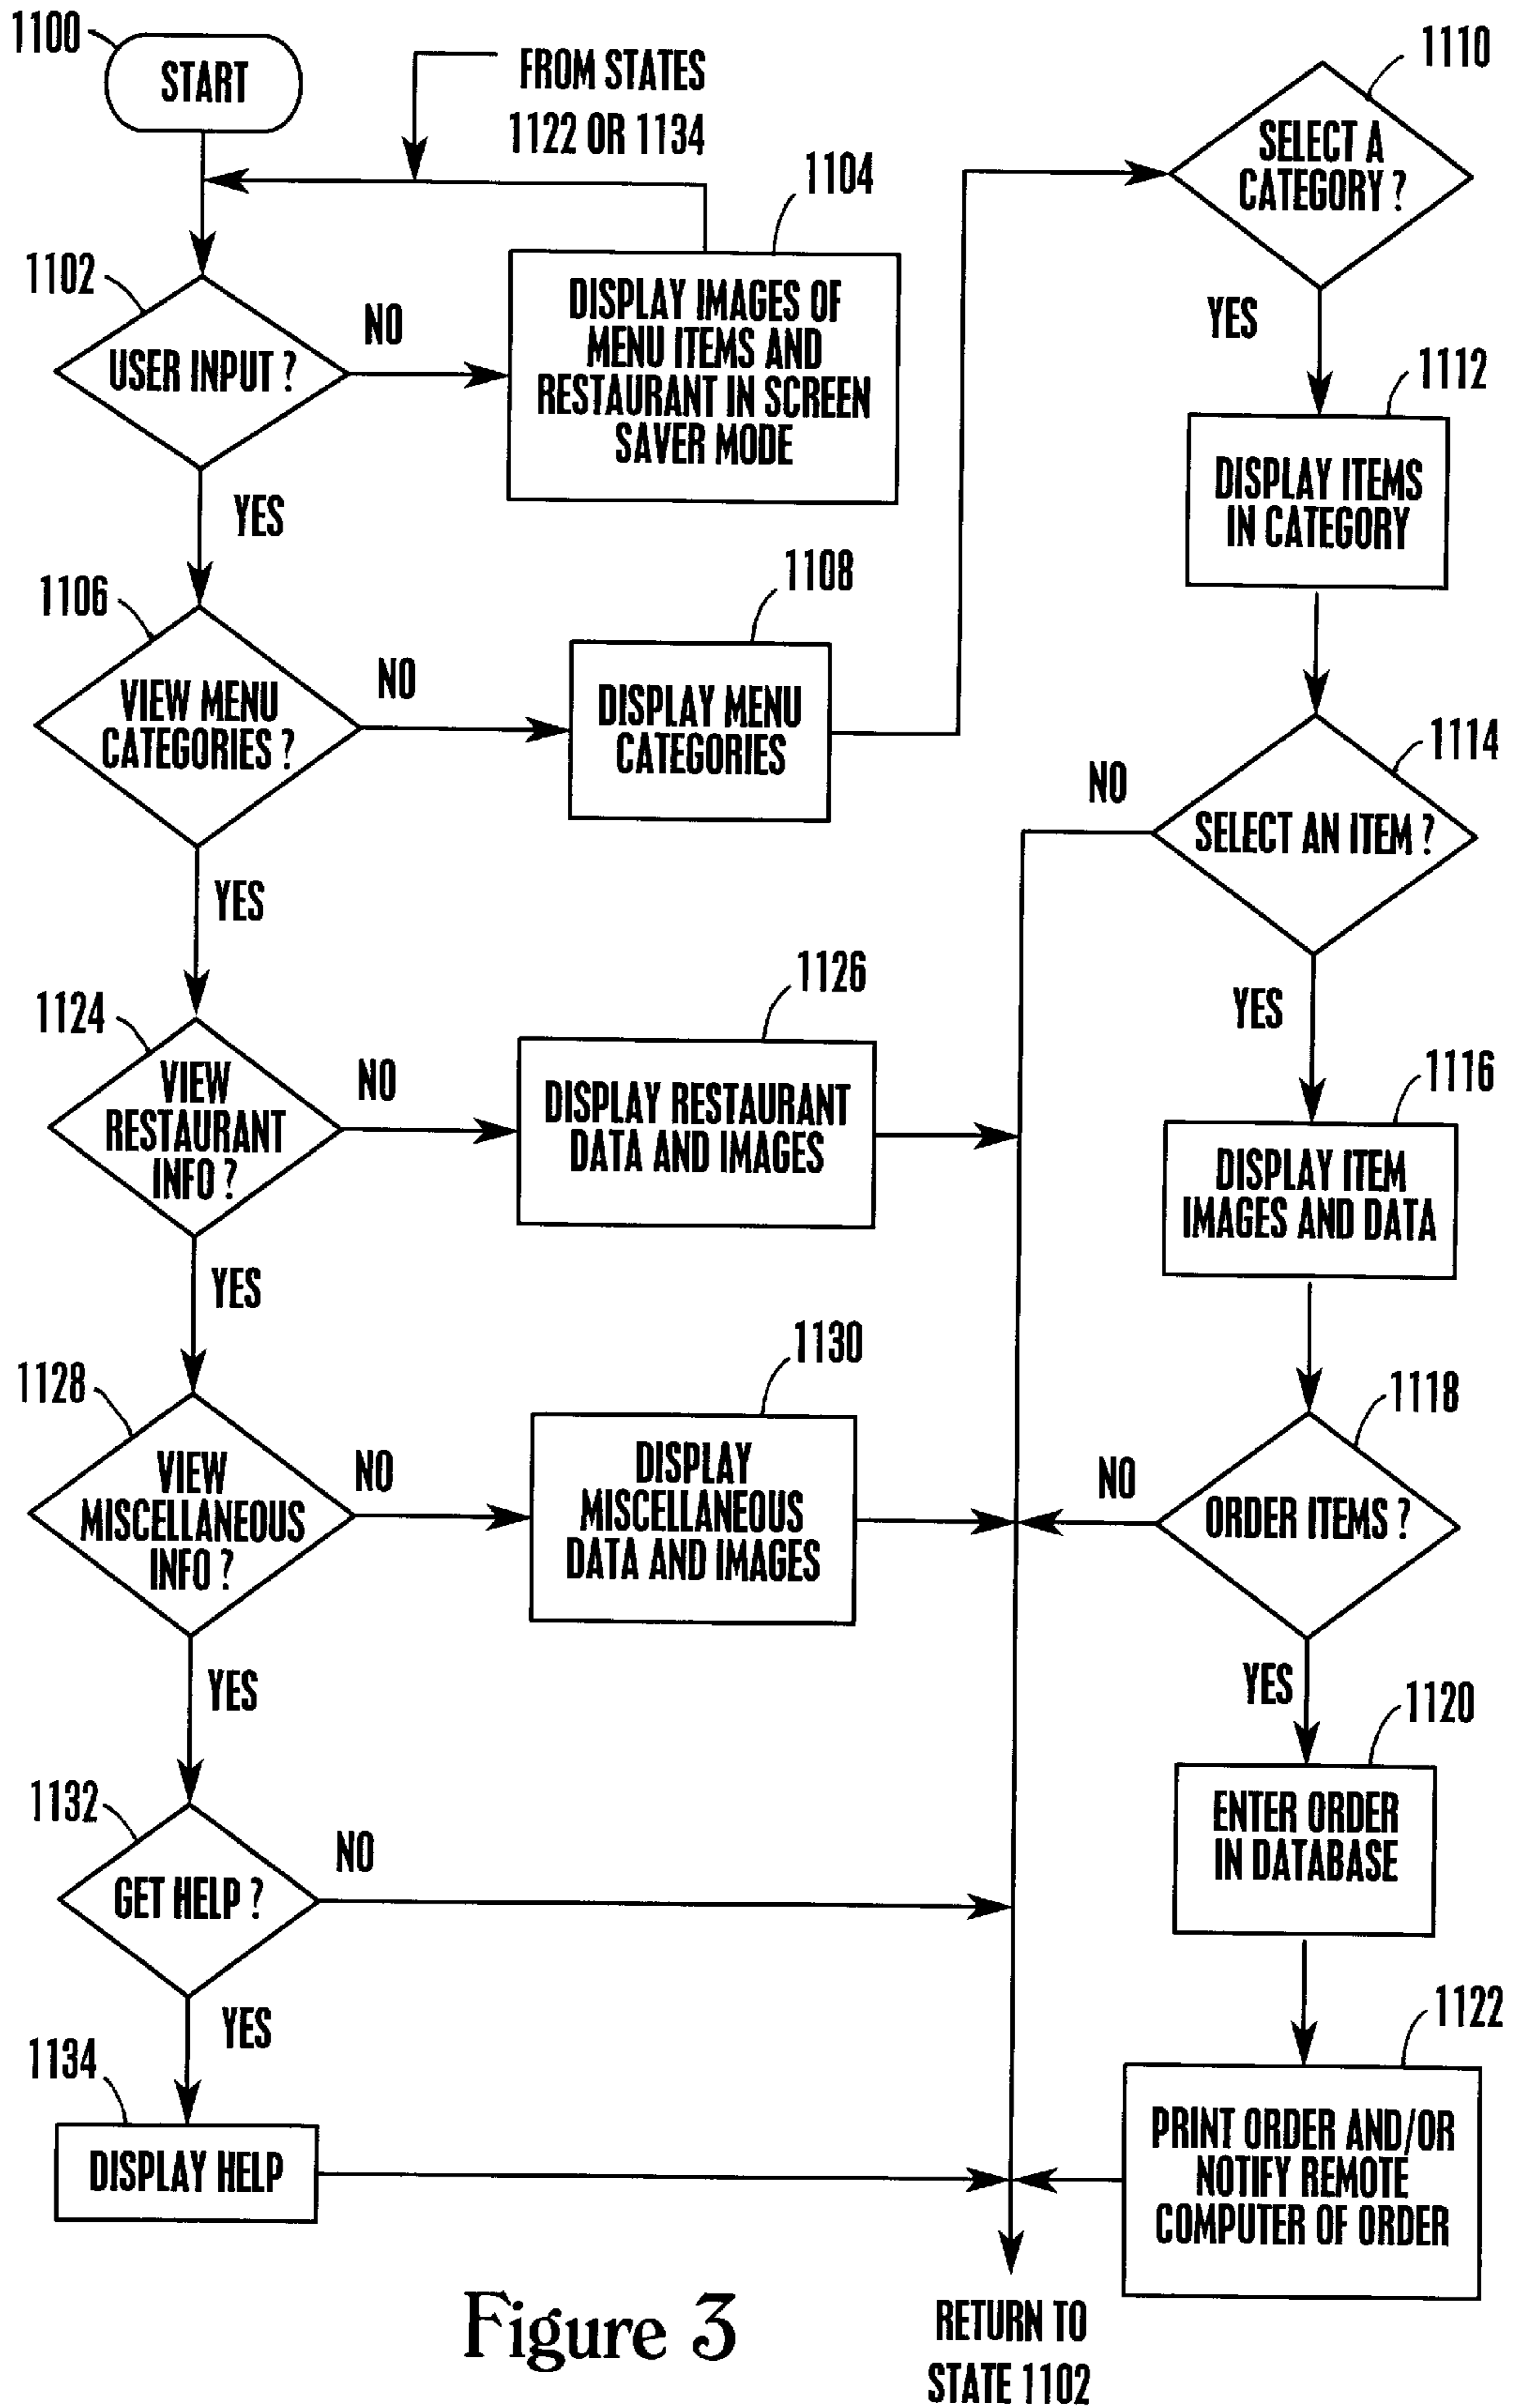 1100
START
FROM STATES
1122 OR 1134
1102
USER INPUT ?
NO
1104
DISPLAY IMAGES OF
MENU ITEMS AND
RESTAURANT IN SCREEN
SAVER MODE
YES
1106
VIEW MENU
CATEGORIES ?
NO
1108
DISPLAY MENU
CATEGORIES
YES
1124
VIEW
RESTAURANT
INFO ?
NO
1126
DISPLAY RESTAURANT
DATA AND IMAGES
YES
1128
VIEW
MISCELLANEOUS
INFO ?
NO
1130
DISPLAY
MISCELLANEOUS
DATA AND IMAGES
YES
1132
GET HELP ?
NO
YES
1134
DISPLAY HELP
1110
SELECT A
CATEGORY ?
YES
1112
DISPLAY ITEMS
IN CATEGORY
1114
NO
SELECT AN ITEM ?
YES
1116
DISPLAY ITEM
IMAGES AND DATA
1118
NO
ORDER ITEMS ?
YES
1120
ENTER ORDER
IN DATABASE
1122
PRINT ORDER AND/OR
NOTIFY REMOTE
COMPUTER OF ORDER
RETURN TO
STATE 1102
Figure 3